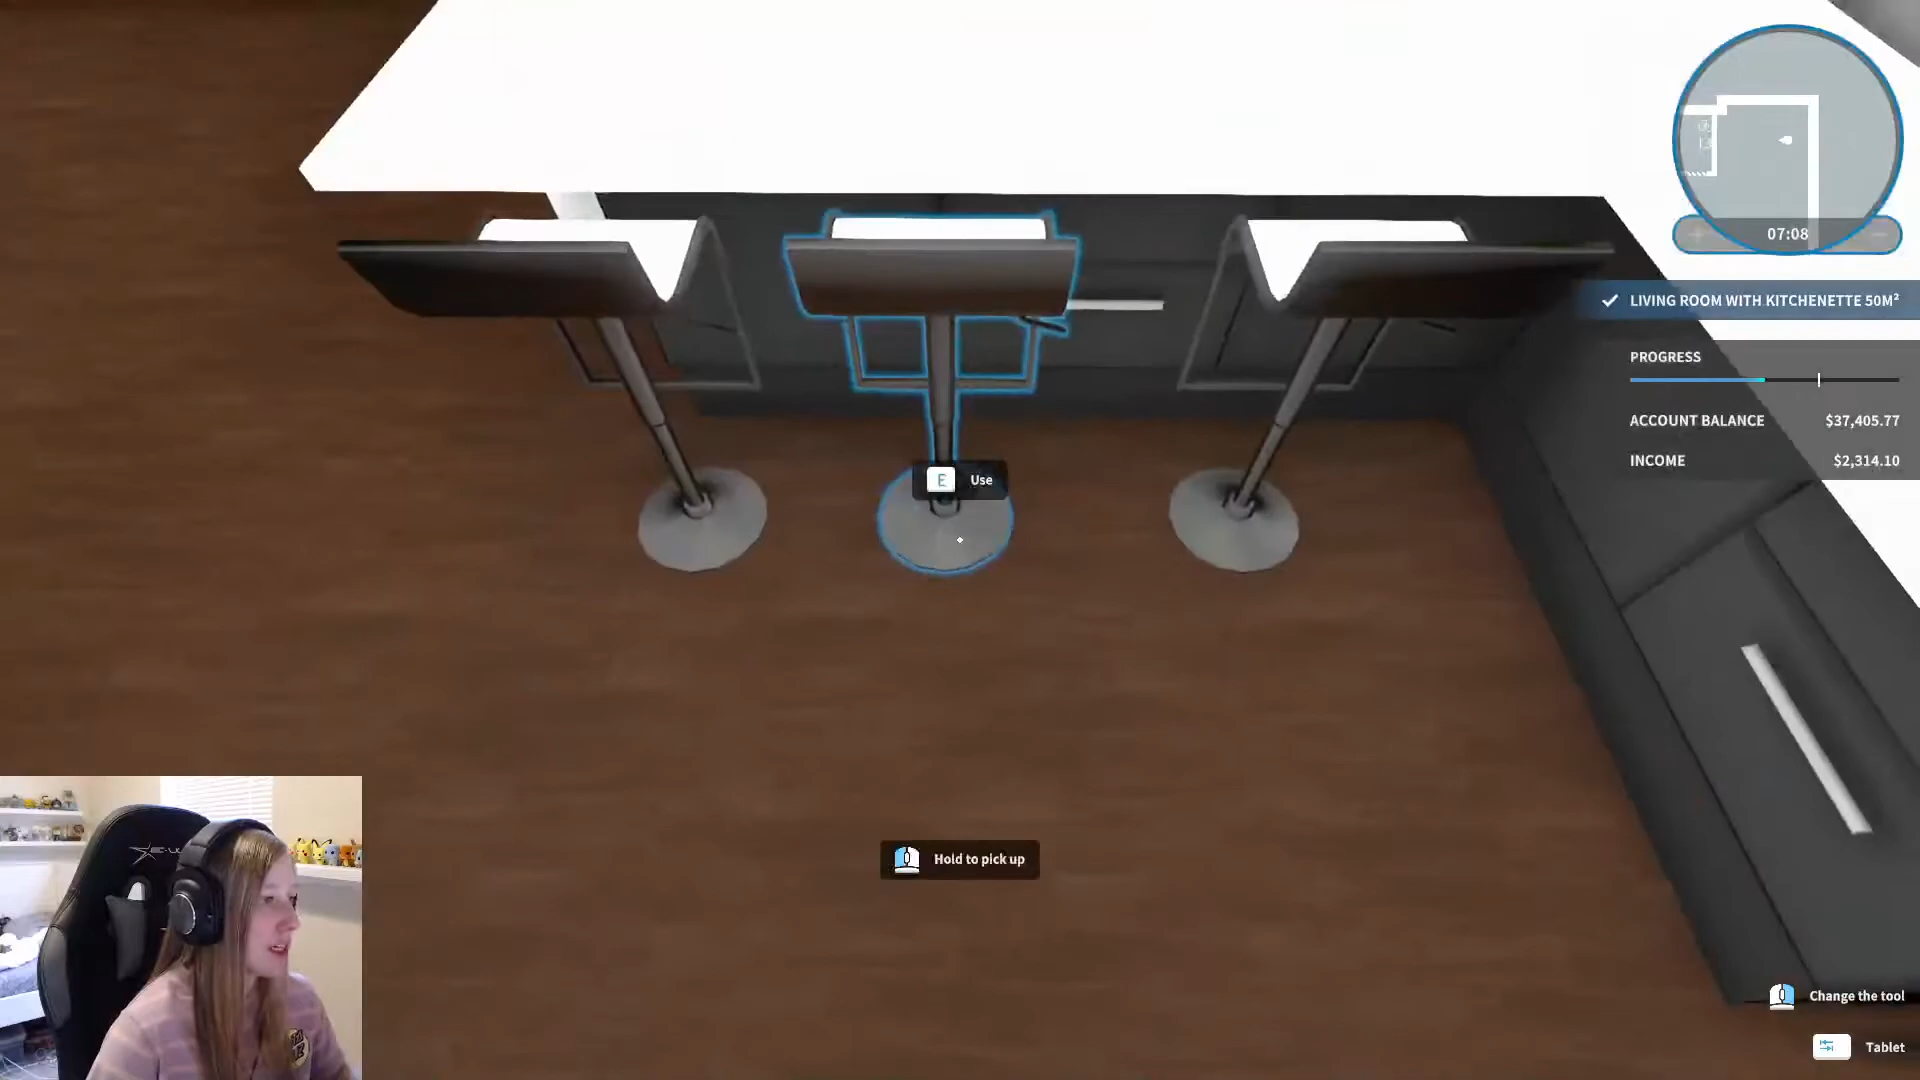 07:08
LIVING ROOM WITH KITCHENETTE 50M²
PROGRESS
ACCOUNT BALANCE $37,405.77
INCOME $2,314.10
E Use
Hold to pick up
Change the tool
Tablet